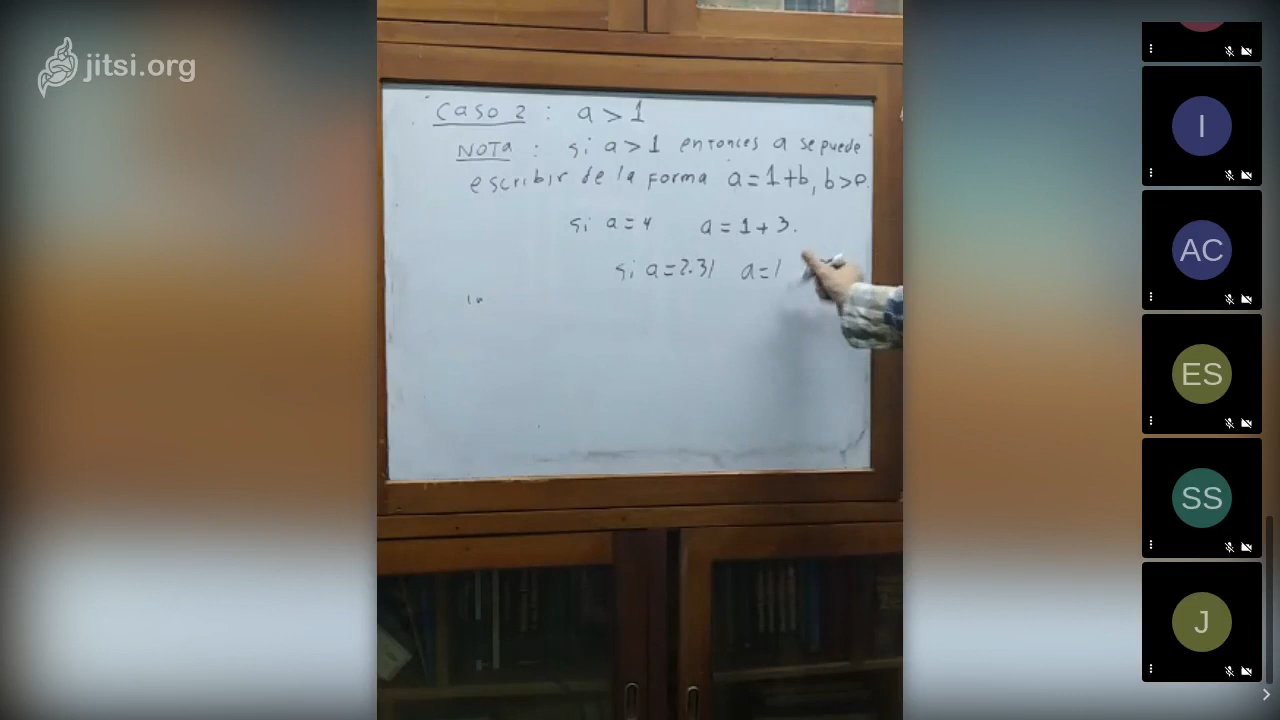 jitsi.org
Caso 2 : a > 1
NOTA : si a > 1 entonces a se puede
escribir de la forma a = 1 + b, b > 0.
si a = 4 a = 1 + 3.
si a = 2.31 a = 1
I
AC
ES
SS
J